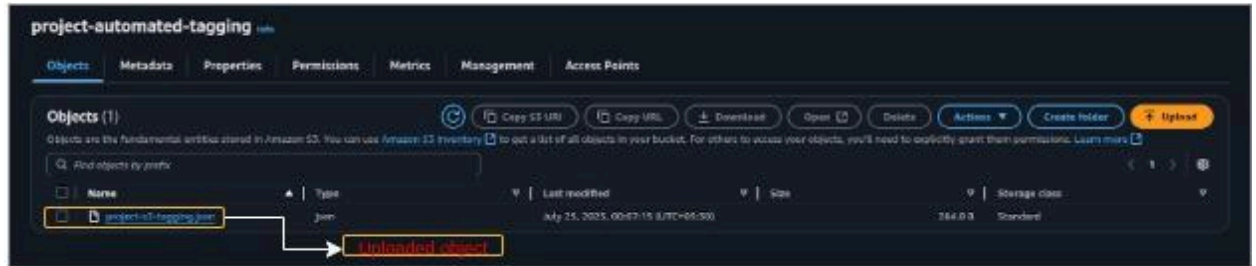 project-automated-tagging Info
Objects Metadata Properties Permissions Metrics Management Access Points
Objects (1) Copy S3 URI Copy URL Download Open Delete Actions Create folder Upload
Objects are the fundamental entities stored in Amazon S3. You can use Amazon S3 Inventory to get a list of all objects in your bucket. For others to access your objects, you'll need to explicitly grant them permissions. Learn more
Find objects by prefix
1
Name Type Last modified Size Storage class
project-s3-tagging.json json July 25, 2025, 00:07:15 (UTC+05:30) B Standard
Uploaded object